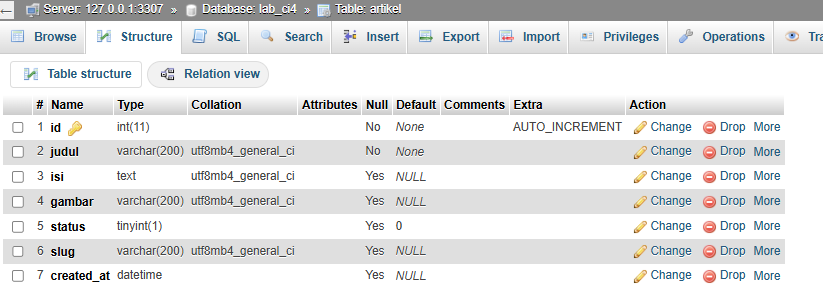 Server: 127.0.0.1:3307 » Database: lab_ci4 » Table: artikel
Browse Structure SQL Search Insert Export Import Privileges Operations Tra
Table structure Relation view
# Name Type Collation Attributes Null Default Comments Extra Action
1 id int(11) No None AUTO_INCREMENT Change Drop More
2 judul varchar(200) utf8mb4_general_ci No None Change Drop More
3 isi text utf8mb4_general_ci Yes NULL Change Drop More
4 gambar varchar(200) utf8mb4_general_ci Yes NULL Change Drop More
5 status tinyint(1) Yes 0 Change Drop More
6 slug varchar(200) utf8mb4_general_ci Yes NULL Change Drop More
7 created_at datetime Yes NULL Change Drop More